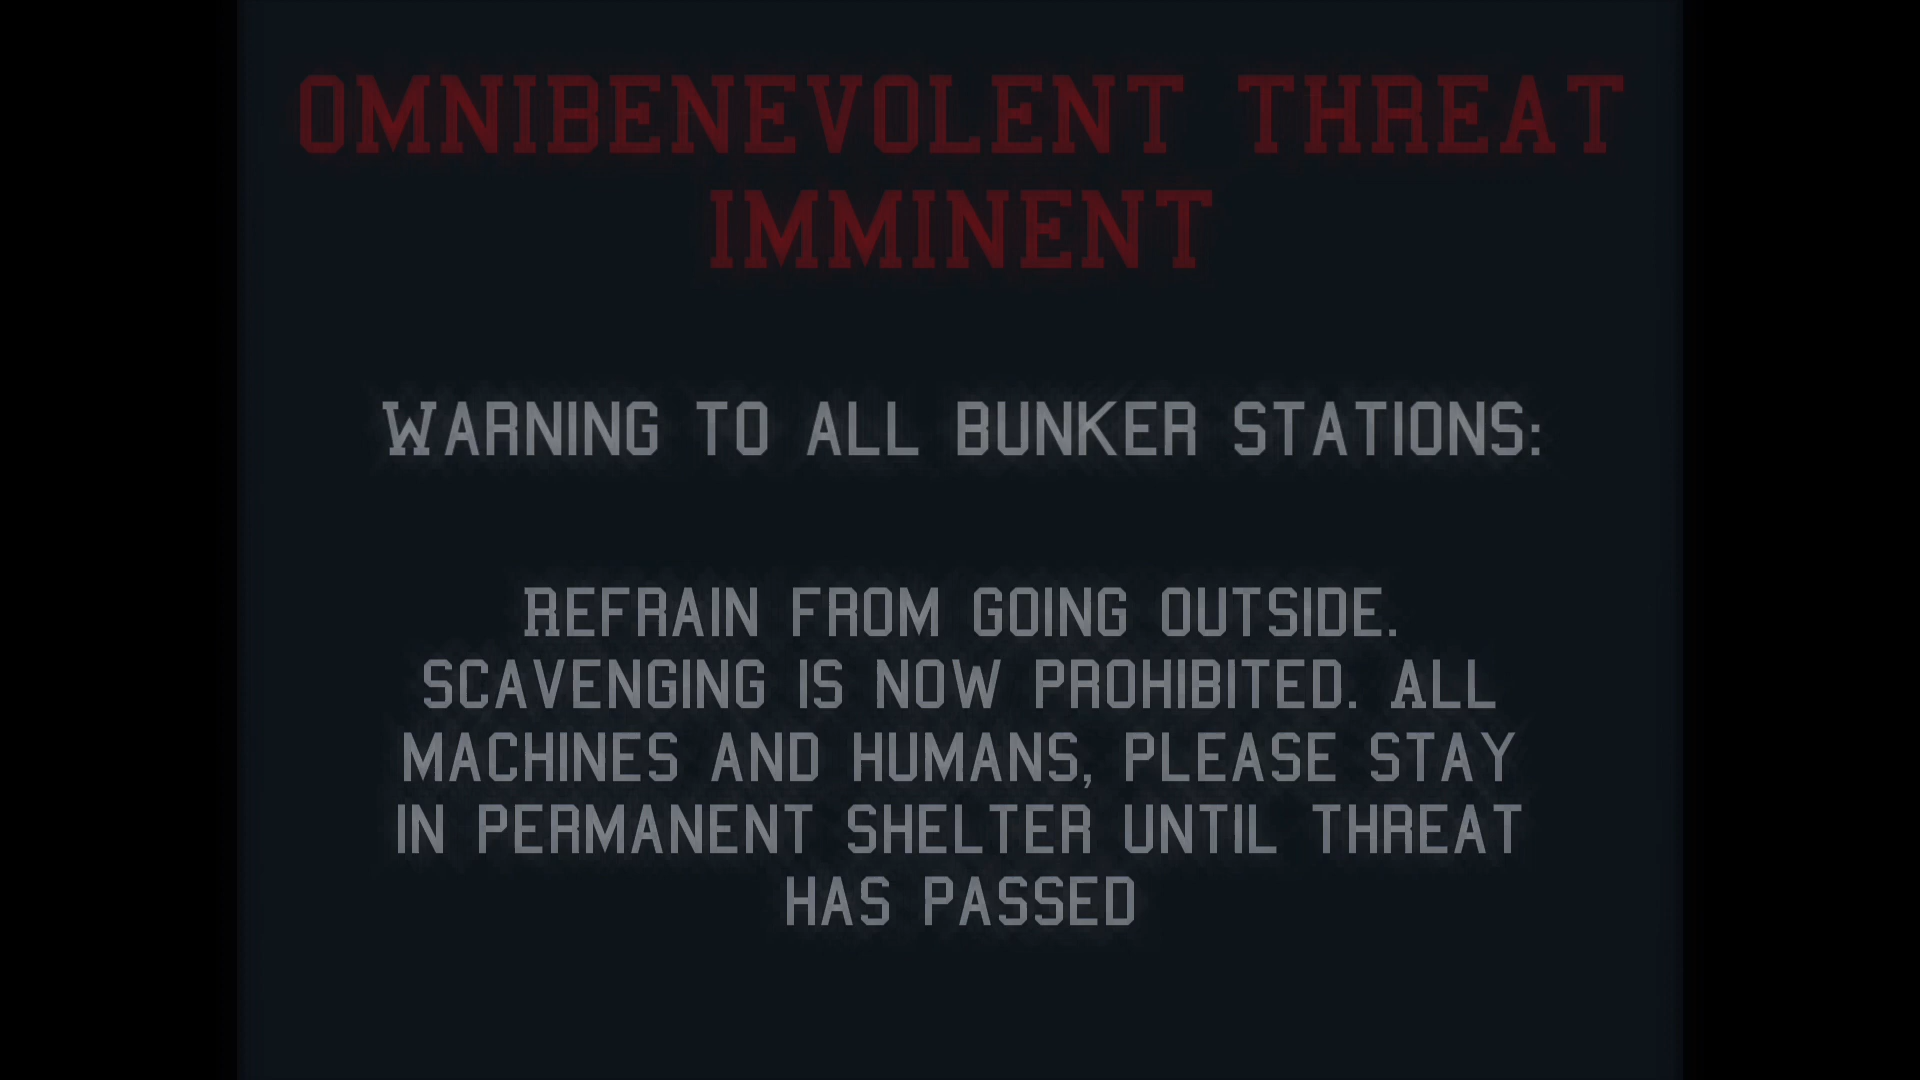 OMNIBENEVOLENT THREAT
IMMINENT
WARNING TO ALL BUNKER STATIONS:
REFRAIN FROM GOING OUTSIDE.
SCAVENGING IS NOW PROHIBITED. ALL
MACHINES AND HUMANS, PLEASE STAY
IN PERMANENT SHELTER UNTIL THREAT
HAS PASSED